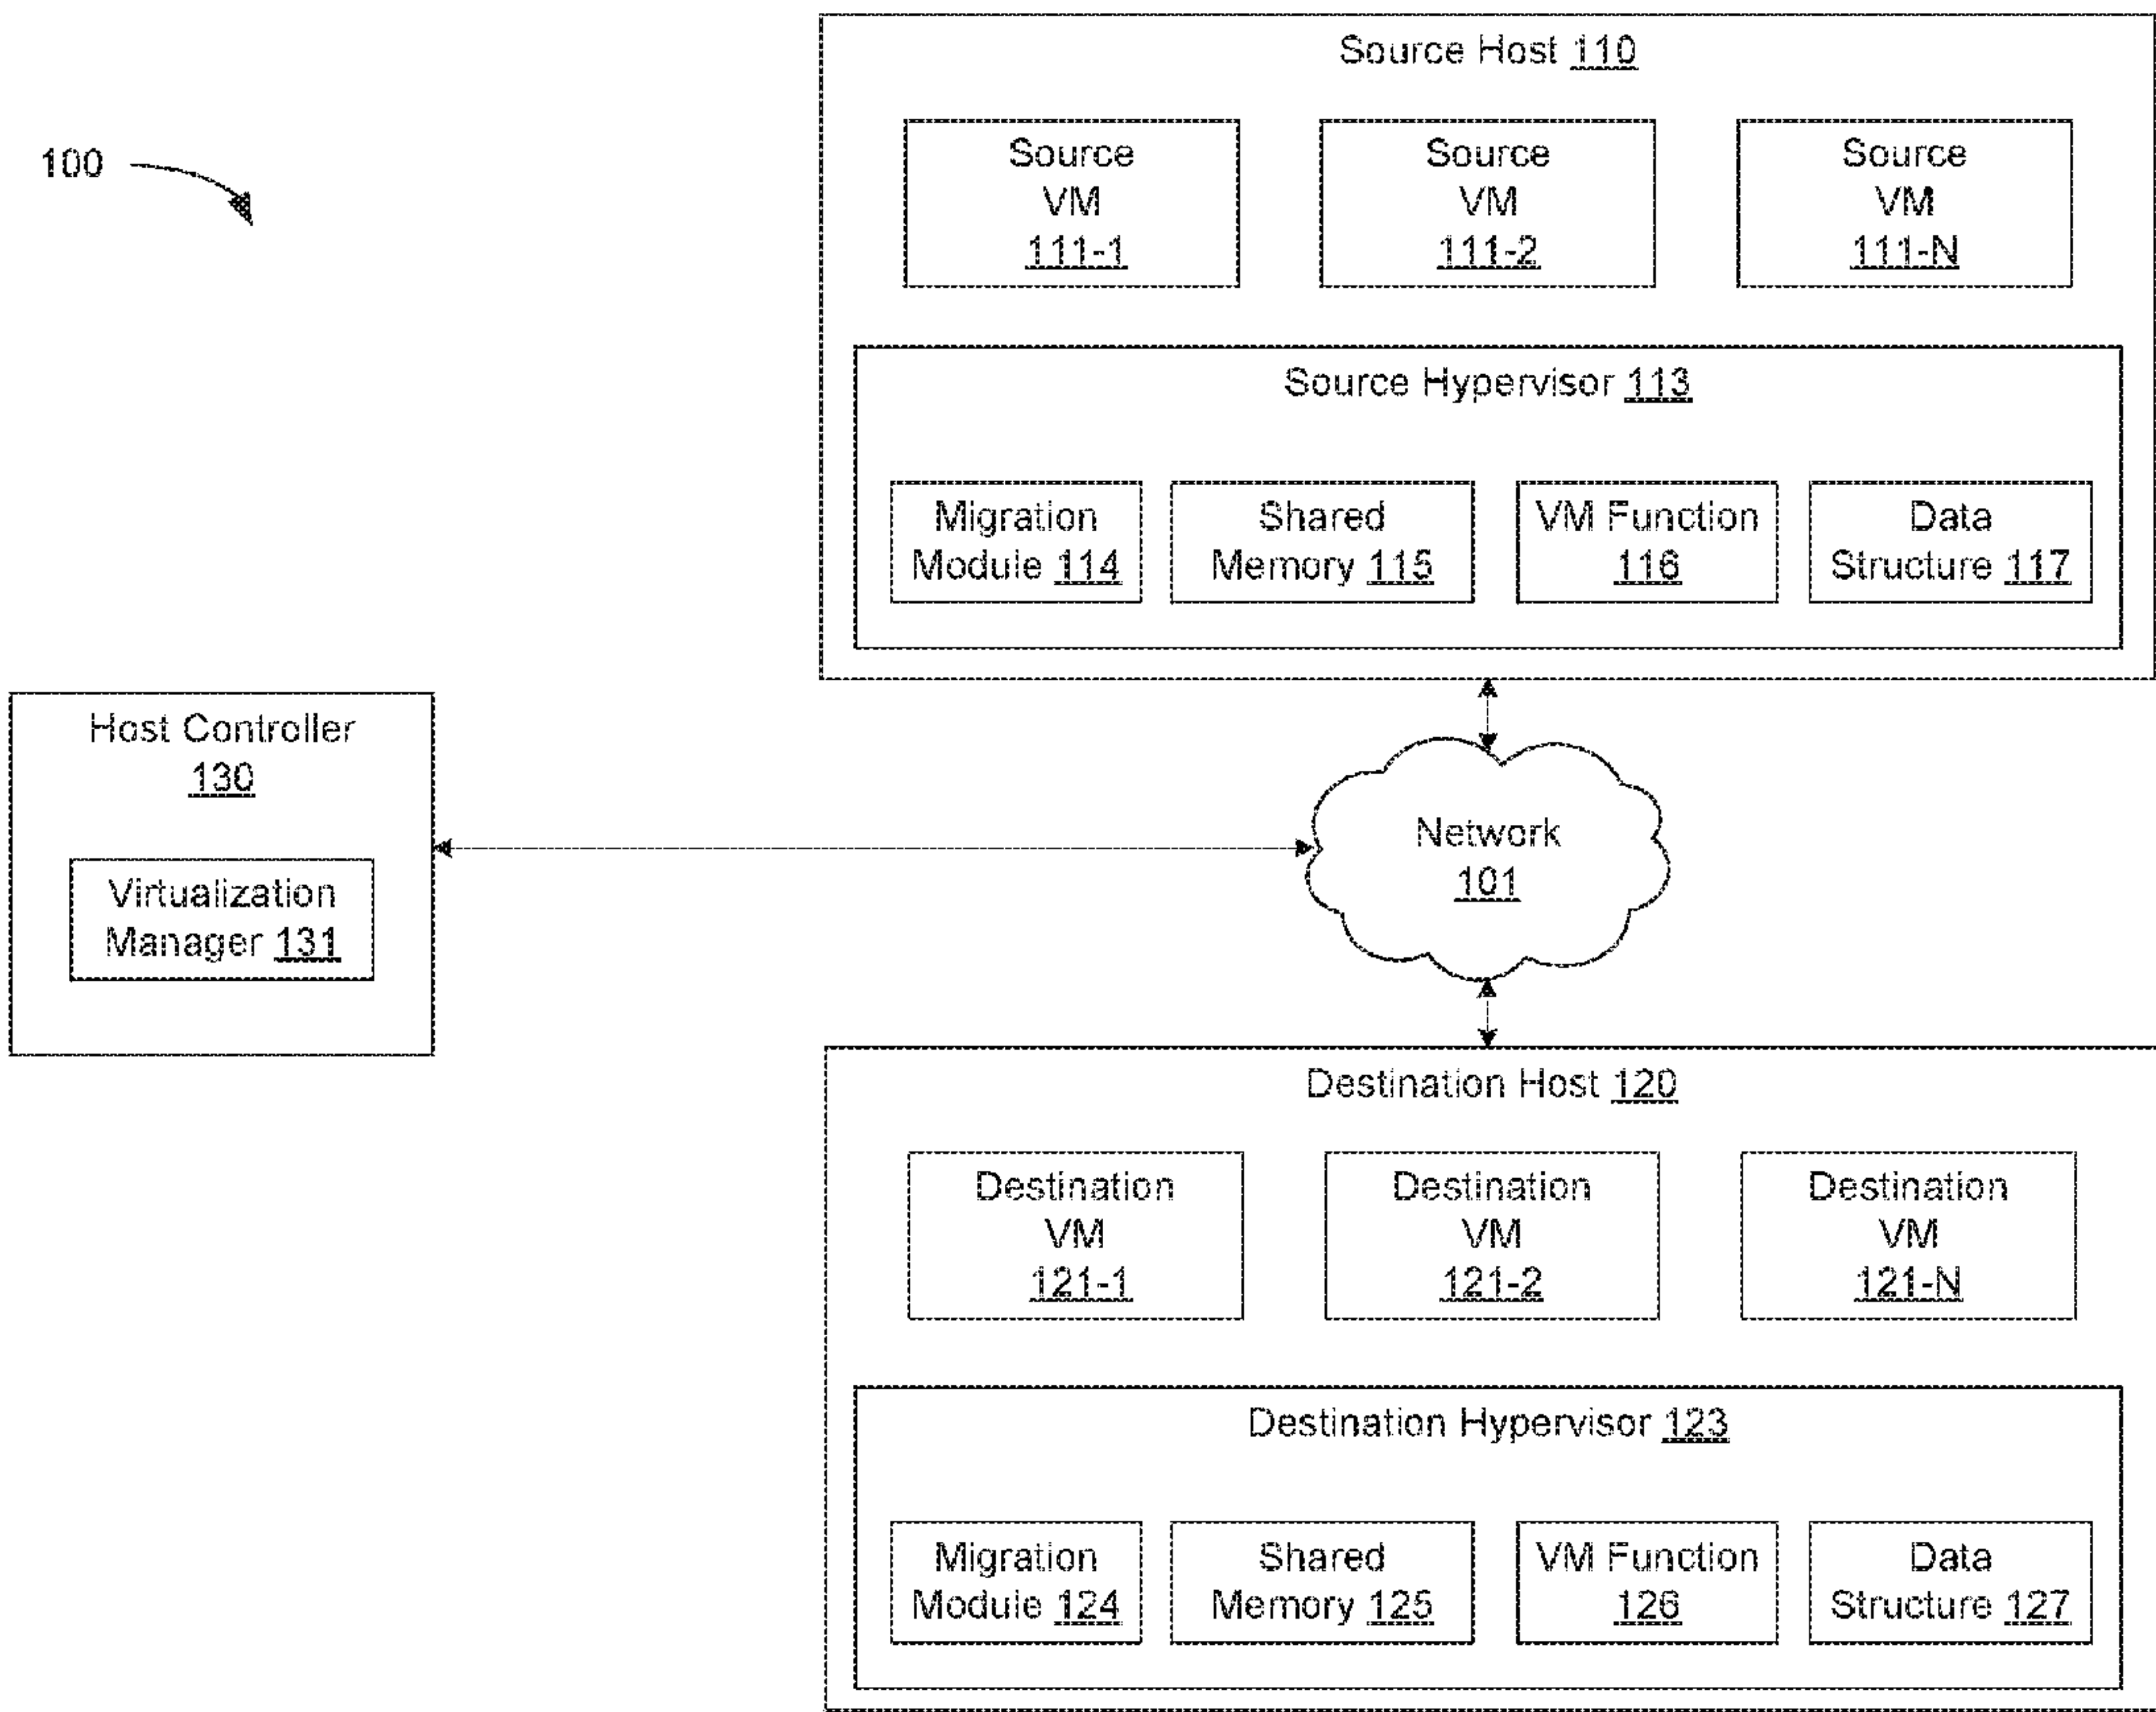 100
Source Host 110
Source
VM
111-1
Source
VM
111-2
Source
VM
111-N
Source Hypervisor 113
Migration
Module 114
Shared
Memory 115
VM Function
116
Data
Structure 117
Host Controller
130
Virtualization
Manager 131
Network
101
Destination Host 120
Destination
VM
121-1
Destination
VM
121-2
Destination
VM
121-N
Destination Hypervisor 123
Migration
Module 124
Shared
Memory 125
VM Function
126
Data
Structure 127